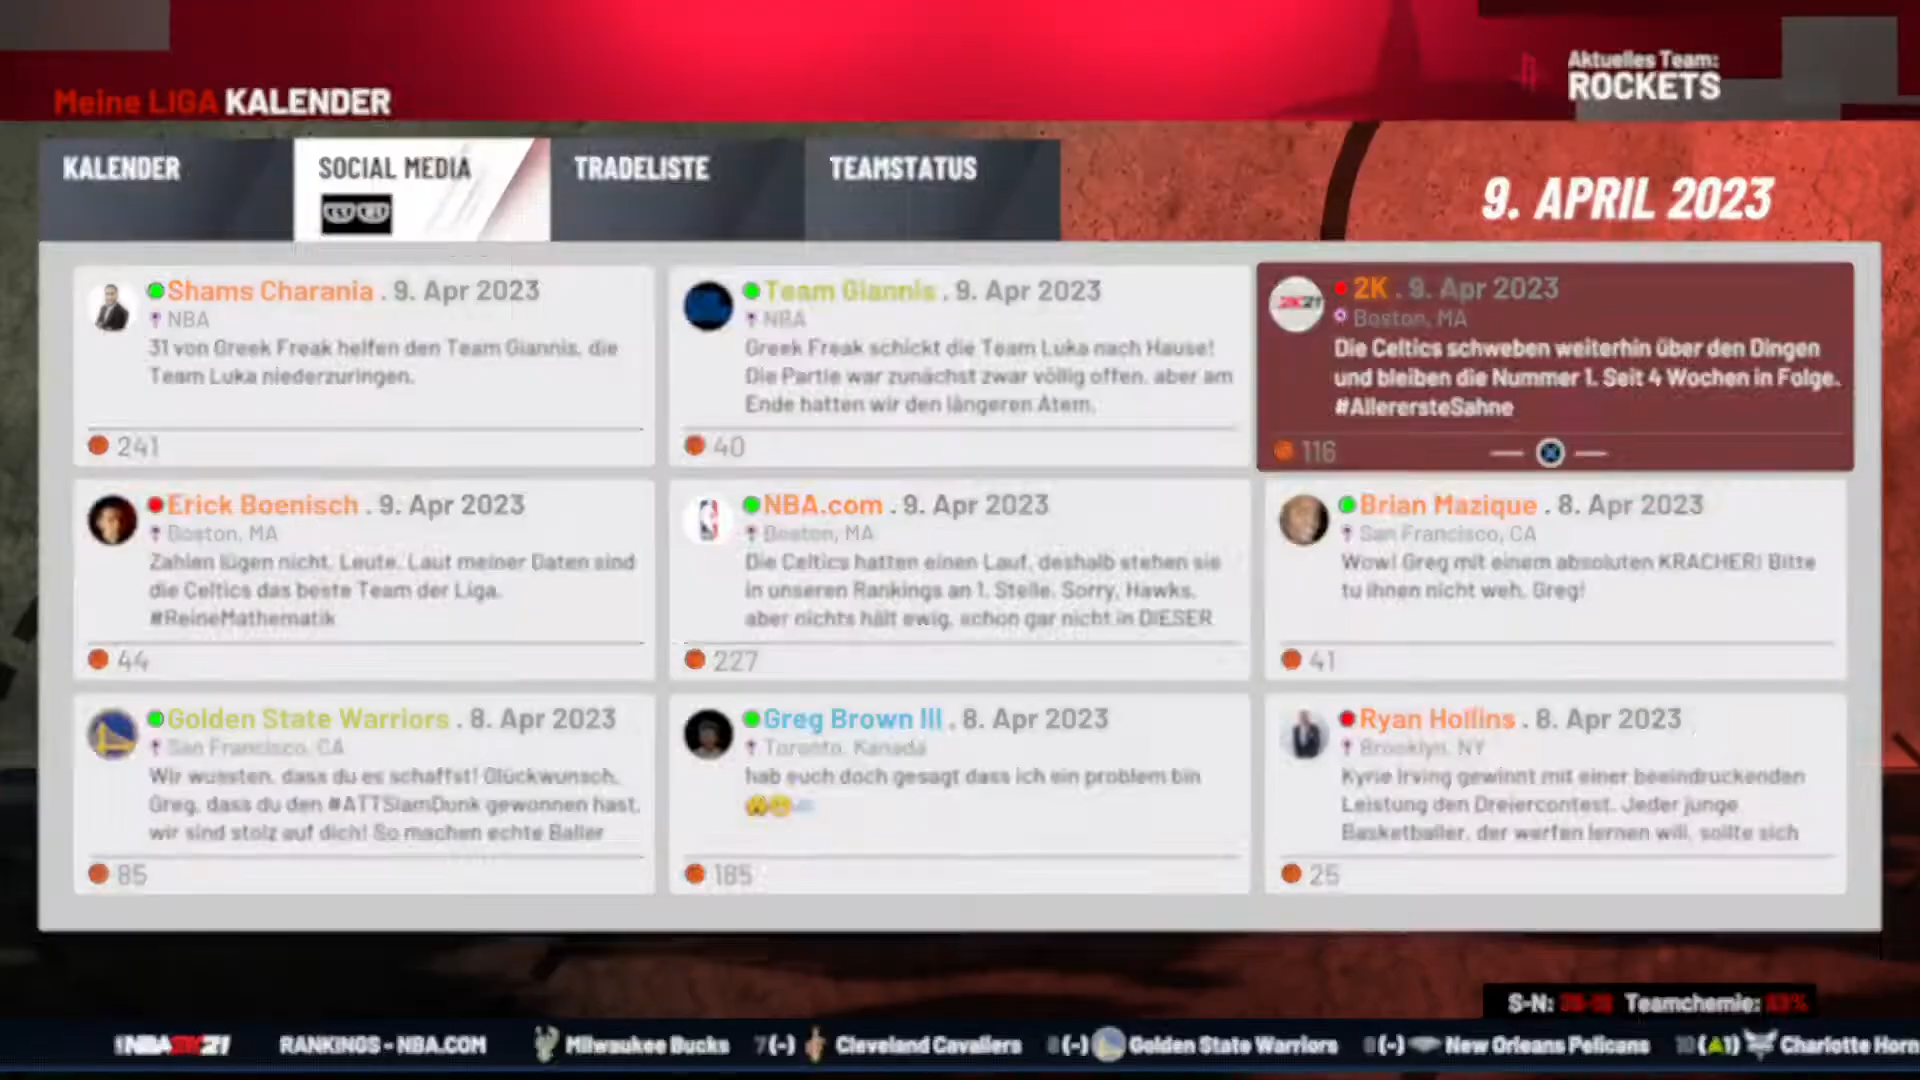 Aktuelles Team:
ROCKETS
Meine LIGA KALENDER
KALENDER
SOCIAL MEDIA
TRADELISTE
TEAMSTATUS
9. APRIL 2023
Shams Charania . 9. Apr 2023
NBA
31 von Greek Freak helfen den Team Giannis, die
Team Luka niederzuringen.
241
Team Giannis . 9. Apr 2023
NBA
Greek Freak schickt die Team Luka nach Hause!
Die Partie war zunächst zwar völlig offen, aber am
Ende hatten wir den längeren Atem.
40
2K . 9. Apr 2023
Boston, MA
Die Celtics schweben weiterhin über den Dingen
und bleiben die Nummer 1. Seit 4 Wochen in Folge.
#AllerersteSahne
116
Erick Boenisch . 9. Apr 2023
Boston, MA
Zahlen lügen nicht, Leute. Laut meiner Daten sind
die Celtics das beste Team der Liga.
#ReineMathematik
44
NBA.com . 9. Apr 2023
Boston, MA
Die Celtics hatten einen Lauf, deshalb stehen sie
in unseren Rankings an 1. Stelle. Sorry, Hawks,
aber nichts hält ewig, schon gar nicht in DIESER
227
Brian Mazique . 8. Apr 2023
San Francisco, CA
Wow! Greg mit einem absoluten KRACHER! Bitte
tu ihnen nicht weh, Greg!
41
Golden State Warriors . 8. Apr 2023
San Francisco, CA
Wir wussten, dass du es schaffst! Glückwunsch,
Greg, dass du den #ATTSlamDunk gewonnen hast,
wir sind stolz auf dich! So machen echte Baller
85
Greg Brown III . 8. Apr 2023
Toronto, Kanada
hab euch doch gesagt dass ich ein problem bin
185
Ryan Hollins . 8. Apr 2023
Brooklyn, NY
Kyrie Irving gewinnt mit einer beeindruckenden
Leistung den Dreiercontest. Jeder junge
Basketballer, der werfen lernen will, sollte sich
25
S-N: Teamchemie:
NBA2K21 RANKINGS - NBA.COM Milwaukee Bucks 7(-) Cleveland Cavaliers (-) Golden State Warriors (-) New Orleans Pelicans 10(▲1) Charlotte Horn